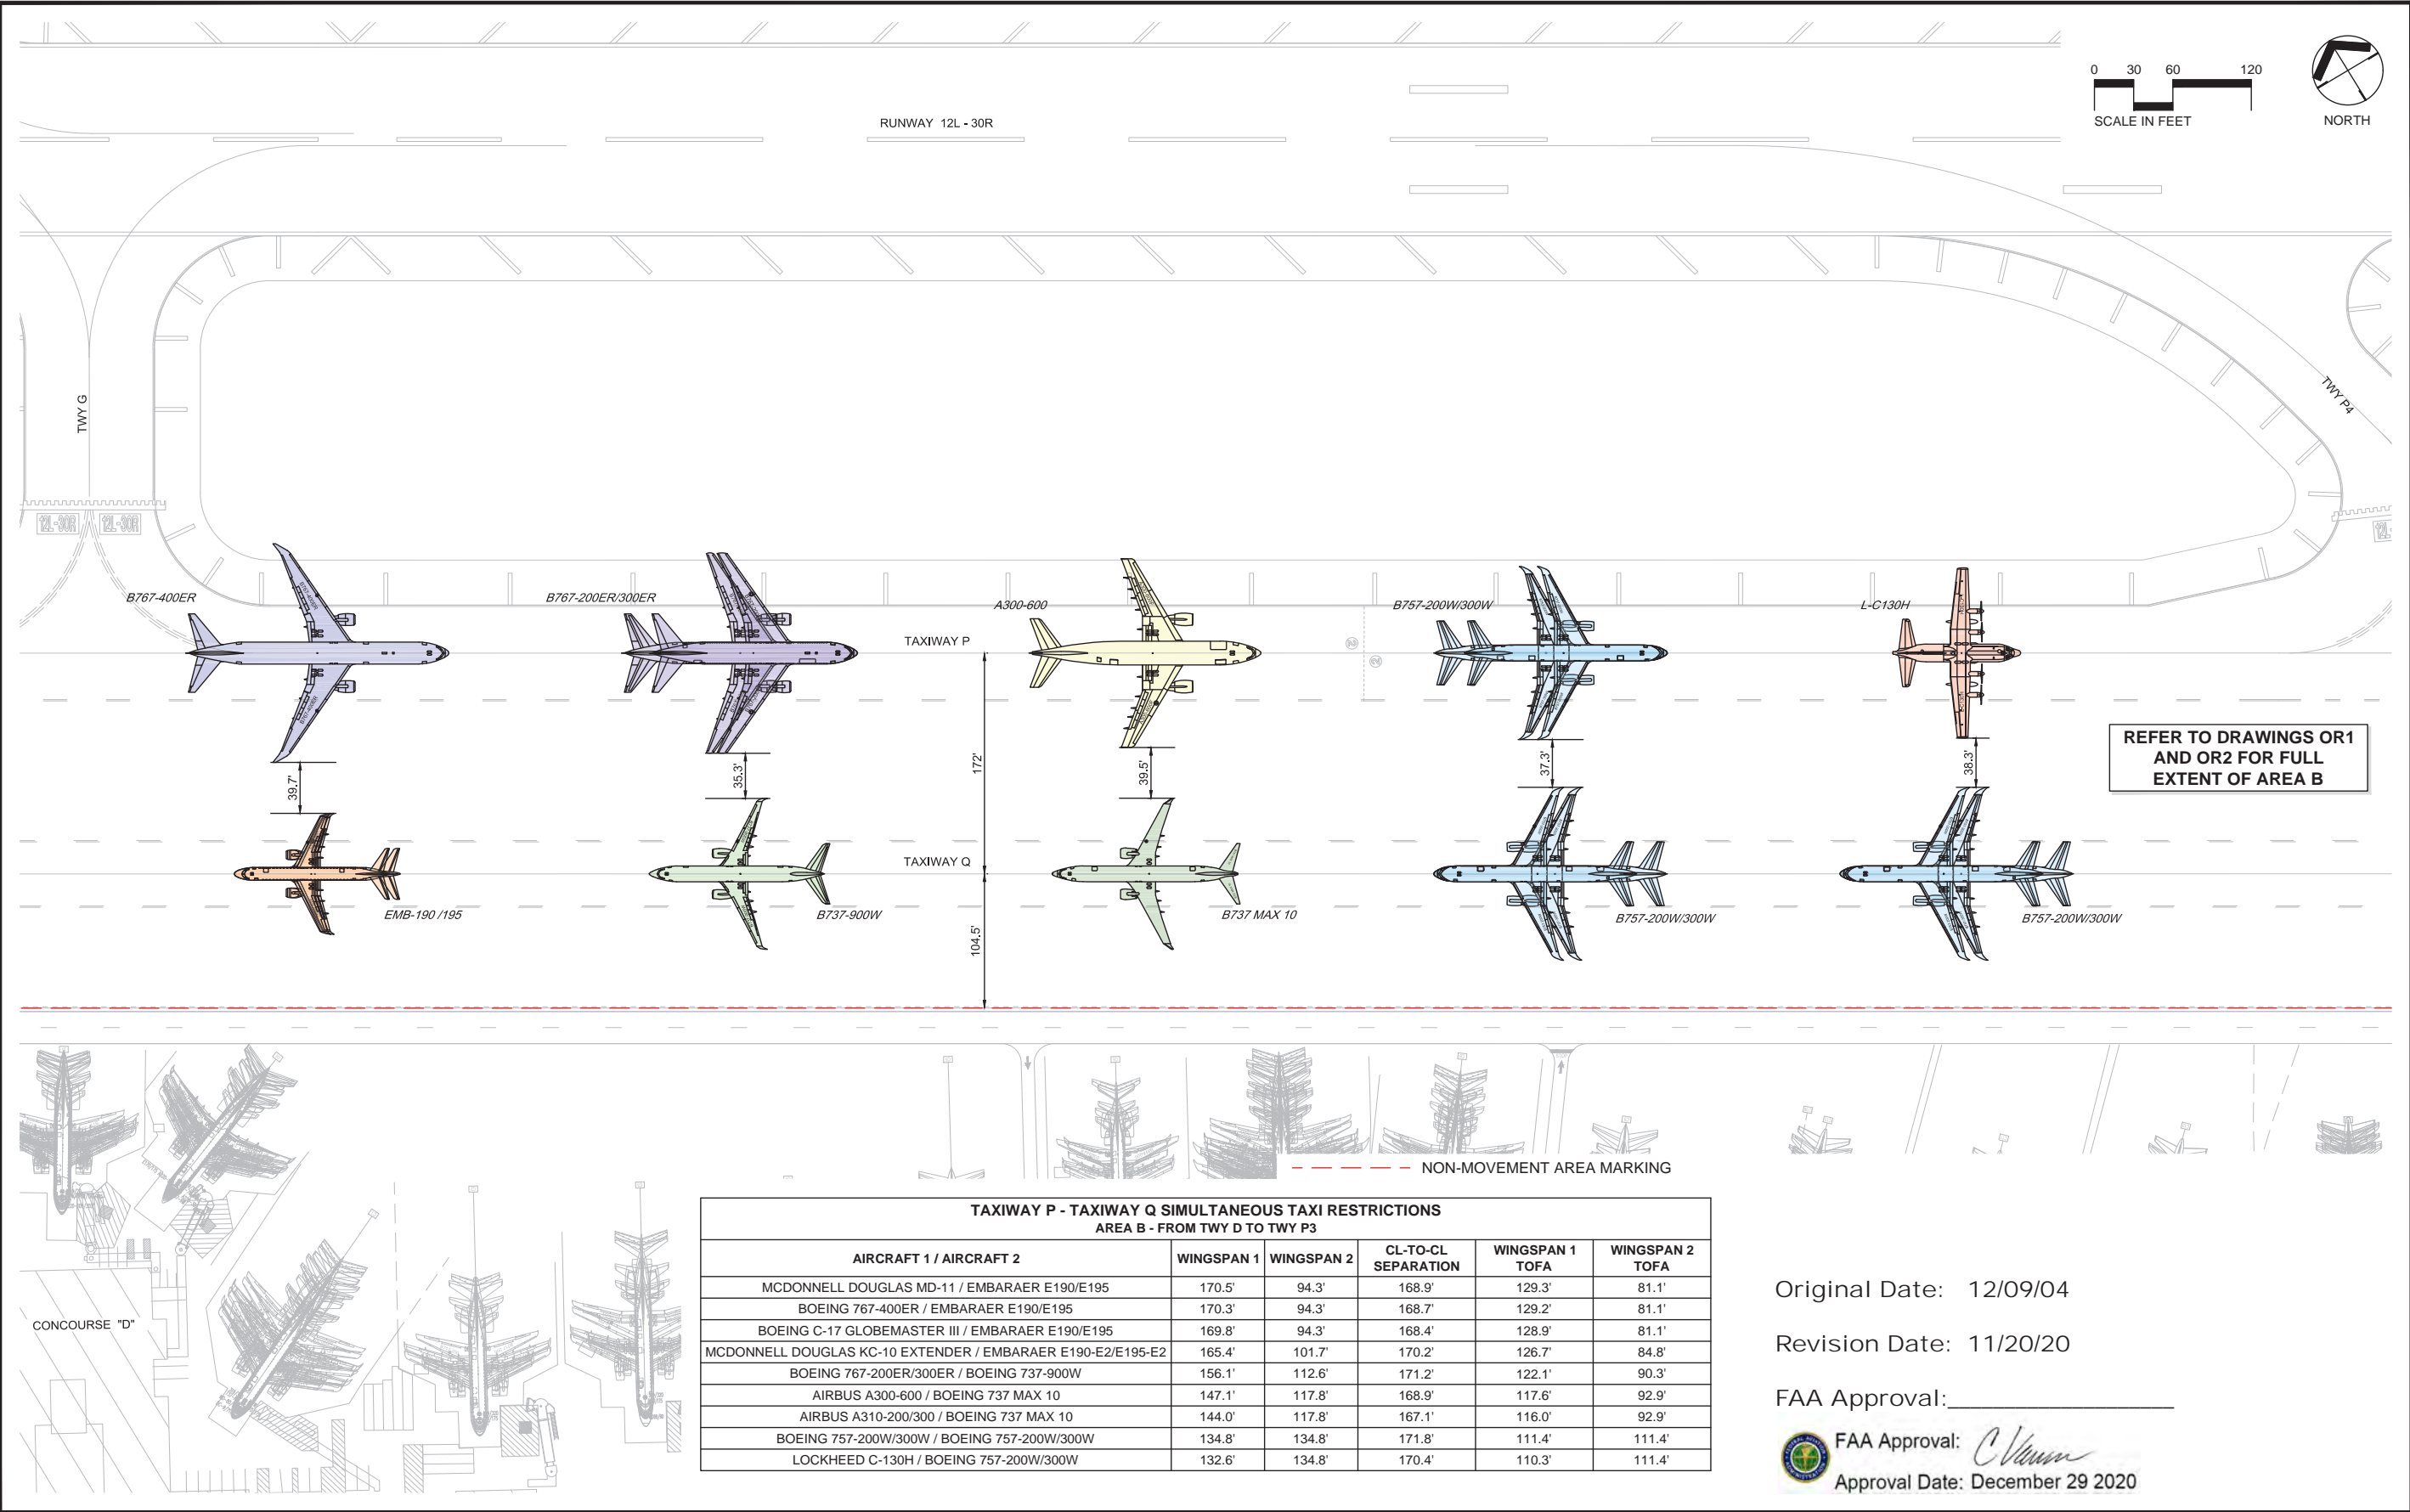 0 30 60 120
SCALE IN FEET
NORTH
RUNWAY 12L - 30R
TWY G
TWY P4
12L-30R 12L-30R
B767-400ER
B767-200ER/300ER
A300-600
B757-200W/300W
L-C130H
TAXIWAY P
39.7'
35.3'
172'
39.5'
37.3'
38.3'
REFER TO DRAWINGS OR1
AND OR2 FOR FULL
EXTENT OF AREA B
TAXIWAY Q
EMB-190 /195
B737-900W
B737 MAX 10
B757-200W/300W
B757-200W/300W
104.5'
NON-MOVEMENT AREA MARKING
CONCOURSE "D"
TAXIWAY P - TAXIWAY Q SIMULTANEOUS TAXI RESTRICTIONS
AREA B - FROM TWY D TO TWY P3
AIRCRAFT 1 / AIRCRAFT 2 WINGSPAN 1 WINGSPAN 2 CL-TO-CL SEPARATION WINGSPAN 1 TOFA WINGSPAN 2 TOFA
MCDONNELL DOUGLAS MD-11 / EMBARAER E190/E195 170.5' 94.3' 168.9' 129.3' 81.1'
BOEING 767-400ER / EMBARAER E190/E195 170.3' 94.3' 168.7' 129.2' 81.1'
BOEING C-17 GLOBEMASTER III / EMBARAER E190/E195 169.8' 94.3' 168.4' 128.9' 81.1'
MCDONNELL DOUGLAS KC-10 EXTENDER / EMBARAER E190-E2/E195-E2 165.4' 101.7' 170.2' 126.7' 84.8'
BOEING 767-200ER/300ER / BOEING 737-900W 156.1' 112.6' 171.2' 122.1' 90.3'
AIRBUS A300-600 / BOEING 737 MAX 10 147.1' 117.8' 168.9' 117.6' 92.9'
AIRBUS A310-200/300 / BOEING 737 MAX 10 144.0' 117.8' 167.1' 116.0' 92.9'
BOEING 757-200W/300W / BOEING 757-200W/300W 134.8' 134.8' 171.8' 111.4' 111.4'
LOCKHEED C-130H / BOEING 757-200W/300W 132.6' 134.8' 170.4' 110.3' 111.4'
Original Date: 12/09/04
Revision Date: 11/20/20
FAA Approval:
FAA Approval:
Approval Date: December 29 2020